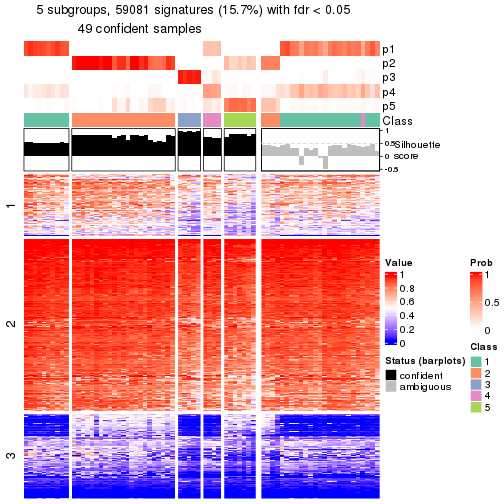 5 subgroups, 59081 signatures (15.7%) with fdr < 0.05
49 confident samples
p1
p2
p3
p4
p5
Class
1
0.5
0
-0.5
Silhouette
score
1
2
3
Value
1
0.8
0.6
0.4
0.2
0
Status (barplots)
confident
ambiguous
Prob
1
0.5
0
Class
1
2
3
4
5